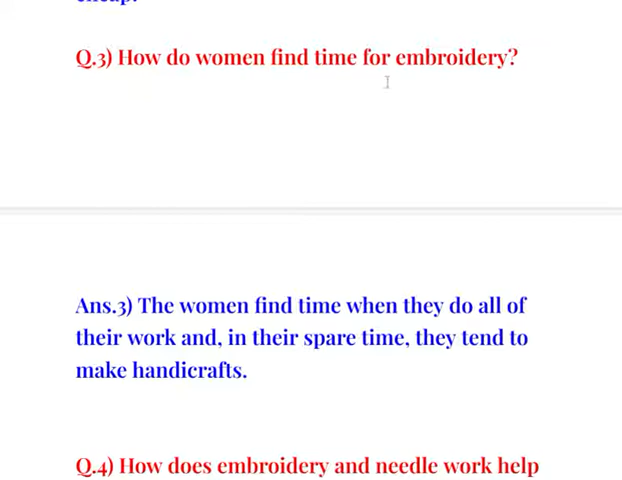 cheap.
Q.3) How do women find time for embroidery?
Ans.3) The women find time when they do all of
their work and, in their spare time, they tend to
make handicrafts.
Q.4) How does embroidery and needle work help